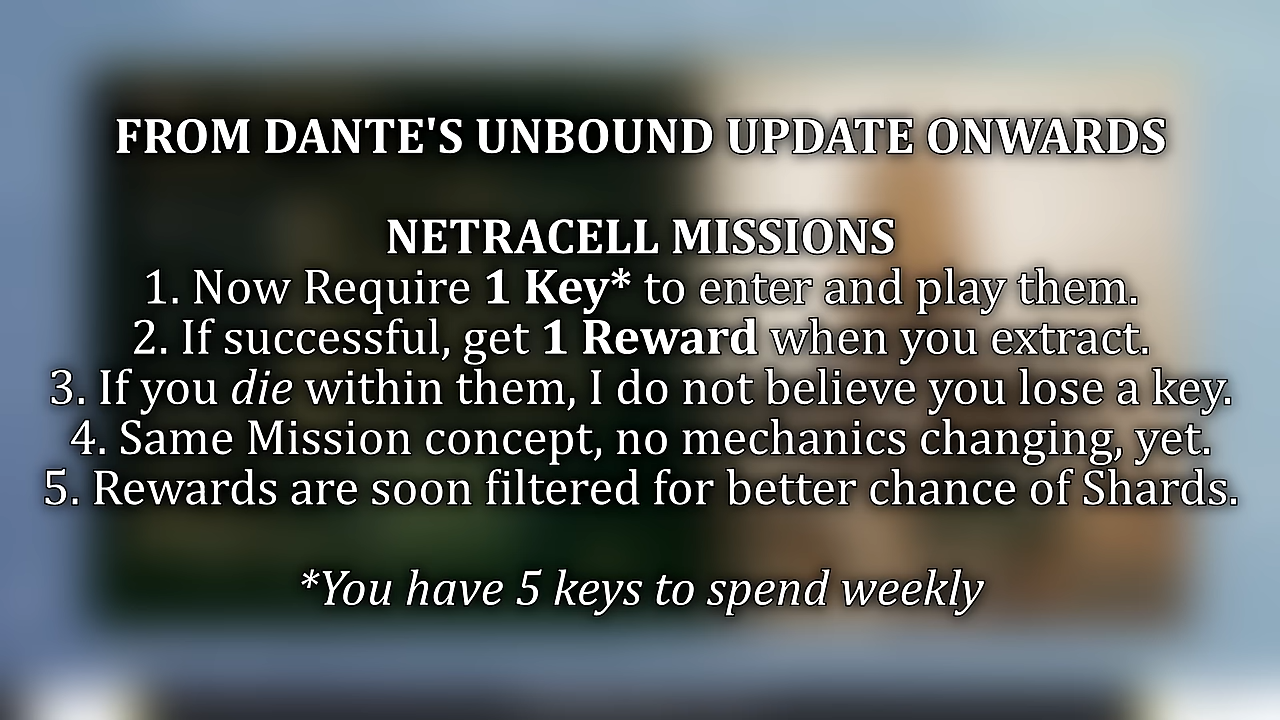 FROM DANTE'S UNBOUND UPDATE ONWARDS
NETRACELL MISSIONS
1. Now Require 1 Key* to enter and play them.
2. If successful, get 1 Reward when you extract.
3. If you die within them, I do not believe you lose a key.
4. Same Mission concept, no mechanics changing, yet.
5. Rewards are soon filtered for better chance of Shards.
*You have 5 keys to spend weekly